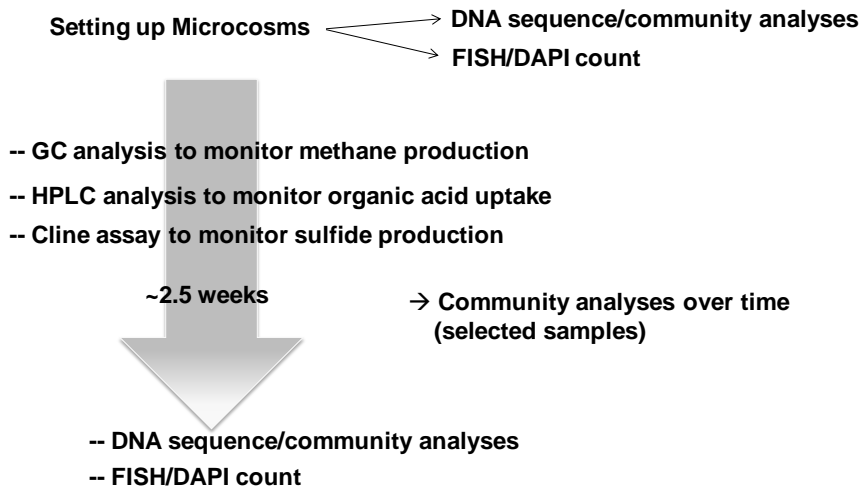 Setting up Microcosms
DNA sequence/community analyses
FISH/DAPI count
-- GC analysis to monitor methane production
-- HPLC analysis to monitor organic acid uptake
-- Cline assay to monitor sulfide production
~2.5 weeks
→ Community analyses over time
(selected samples)
-- DNA sequence/community analyses
-- FISH/DAPI count